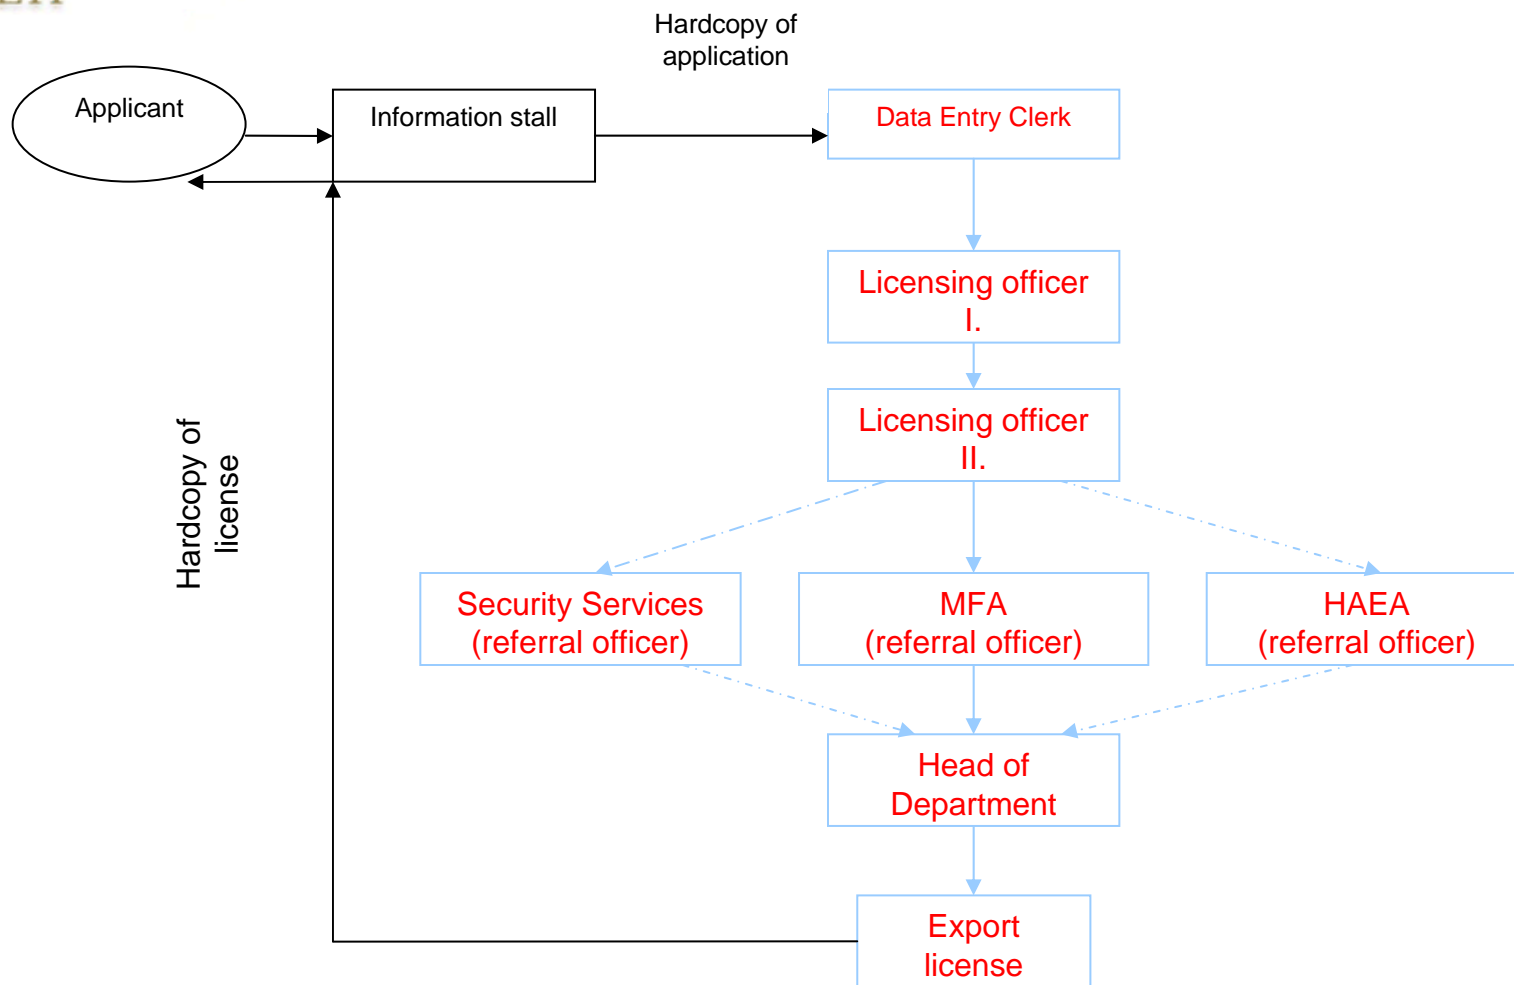 Hardcopy of
application
Applicant
Information stall
Data Entry Clerk
Licensing officer
I.
Licensing officer
II.
Hardcopy of
license
Security Services
(referral officer)
MFA
(referral officer)
HAEA
(referral officer)
Head of
Department
Export
license